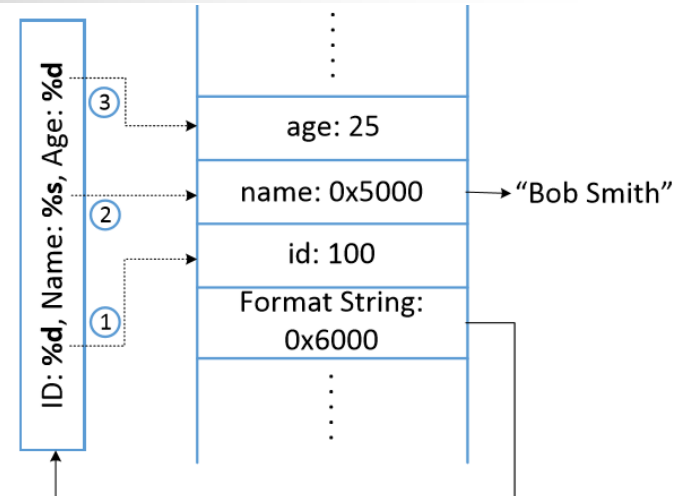 ID: %d, Name: %s, Age: %d
3
2
1
age: 25
name: 0x5000
"Bob Smith"
id: 100
Format String:
0x6000